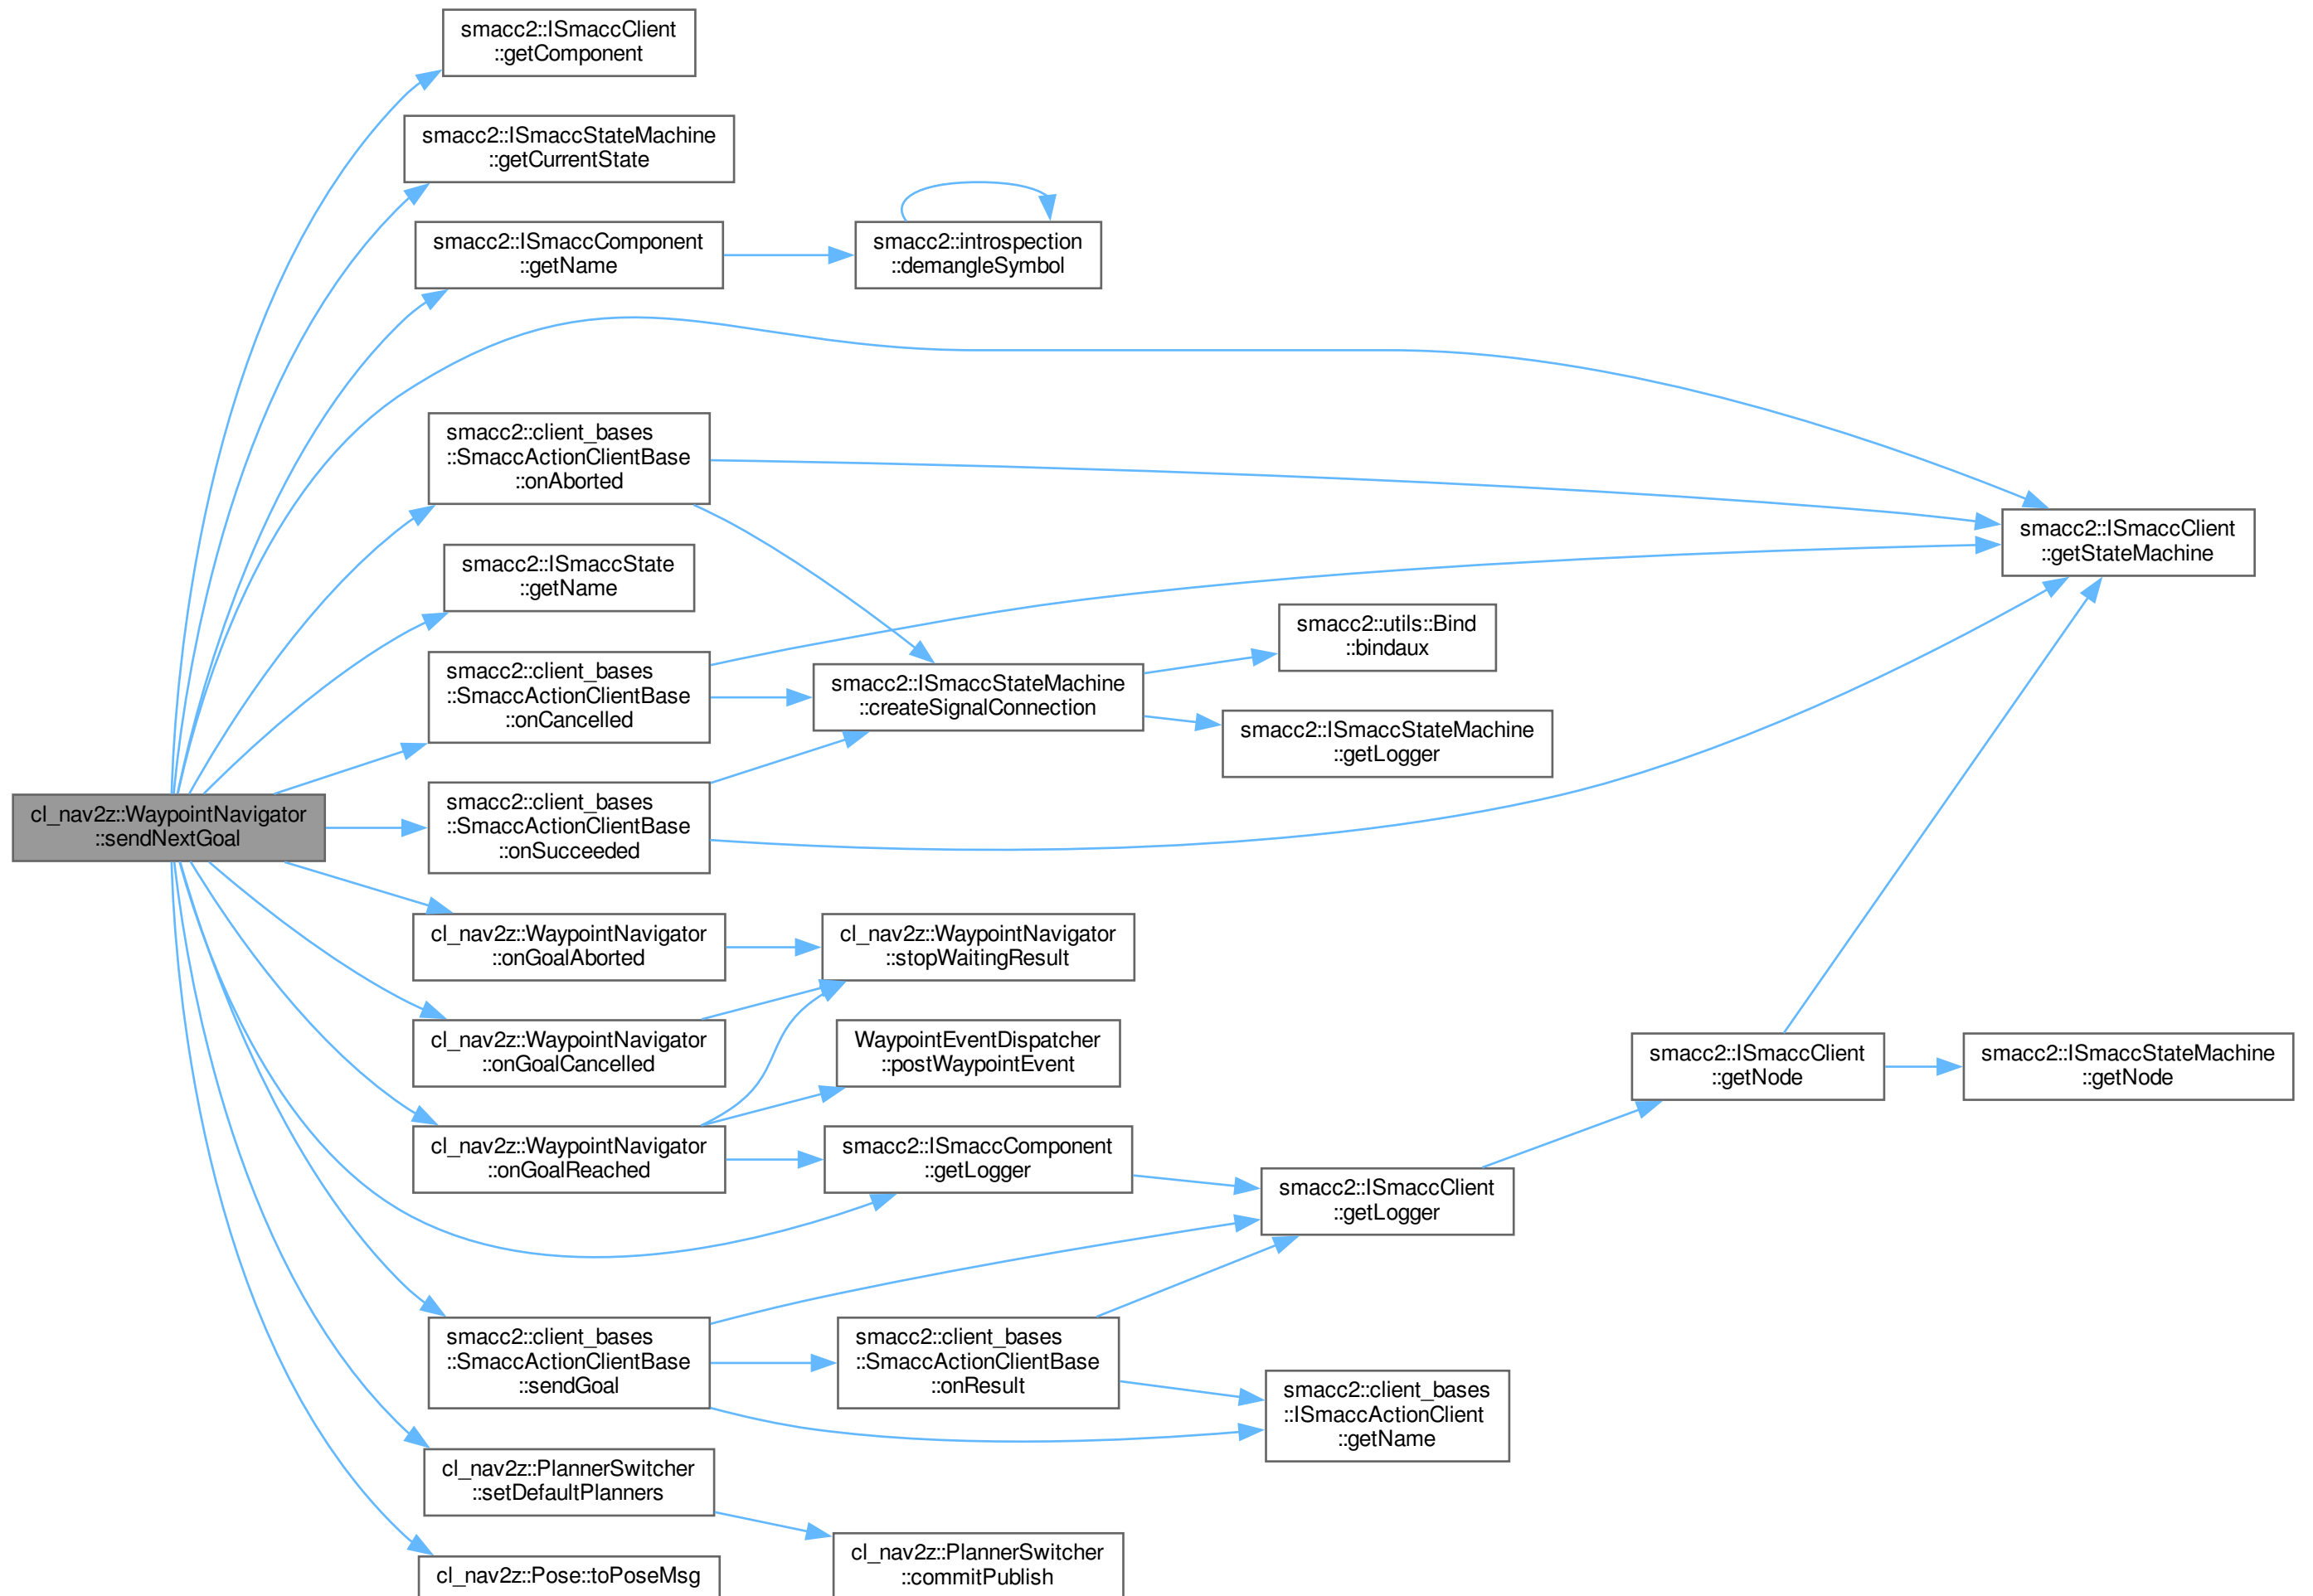 smacc2::ISmaccClient
::getComponent
smacc2::ISmaccStateMachine
::getCurrentState
smacc2::ISmaccComponent
::getName
smacc2::introspection
::demangleSymbol
smacc2::client_bases
::SmaccActionClientBase
::onAborted
smacc2::ISmaccClient
::getStateMachine
smacc2::ISmaccState
::getName
smacc2::utils::Bind
::bindaux
smacc2::client_bases
::SmaccActionClientBase
::onCancelled
smacc2::ISmaccStateMachine
::createSignalConnection
smacc2::ISmaccStateMachine
::getLogger
cl_nav2z::WaypointNavigator
::sendNextGoal
smacc2::client_bases
::SmaccActionClientBase
::onSucceeded
cl_nav2z::WaypointNavigator
::onGoalAborted
cl_nav2z::WaypointNavigator
::stopWaitingResult
cl_nav2z::WaypointNavigator
::onGoalCancelled
WaypointEventDispatcher
::postWaypointEvent
smacc2::ISmaccClient
::getNode
smacc2::ISmaccStateMachine
::getNode
cl_nav2z::WaypointNavigator
::onGoalReached
smacc2::ISmaccComponent
::getLogger
smacc2::ISmaccClient
::getLogger
smacc2::client_bases
::SmaccActionClientBase
::sendGoal
smacc2::client_bases
::SmaccActionClientBase
::onResult
smacc2::client_bases
::ISmaccActionClient
::getName
cl_nav2z::PlannerSwitcher
::setDefaultPlanners
cl_nav2z::PlannerSwitcher
::commitPublish
cl_nav2z::Pose::toPoseMsg